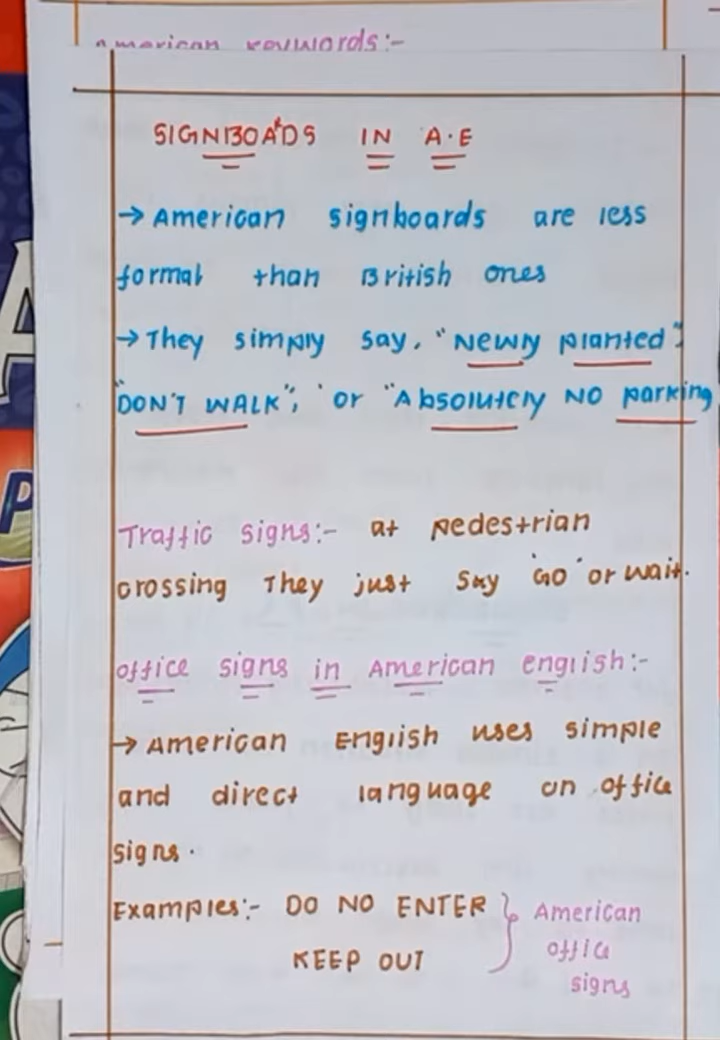 American keywords:-
SIGNBOARDS IN A.E
→ American signboards are less
formal than British ones
→ They simply say, "Newly planted".
"DON'T WALK", or "Absolutely NO parking
Traffic signs:- at pedestrian
crossing They just say "GO" or wait.
office signs in American english:-
→ American English uses simple
and direct language on office
signs.
Examples:- DO NO ENTER } American
office
KEEP OUT
signs